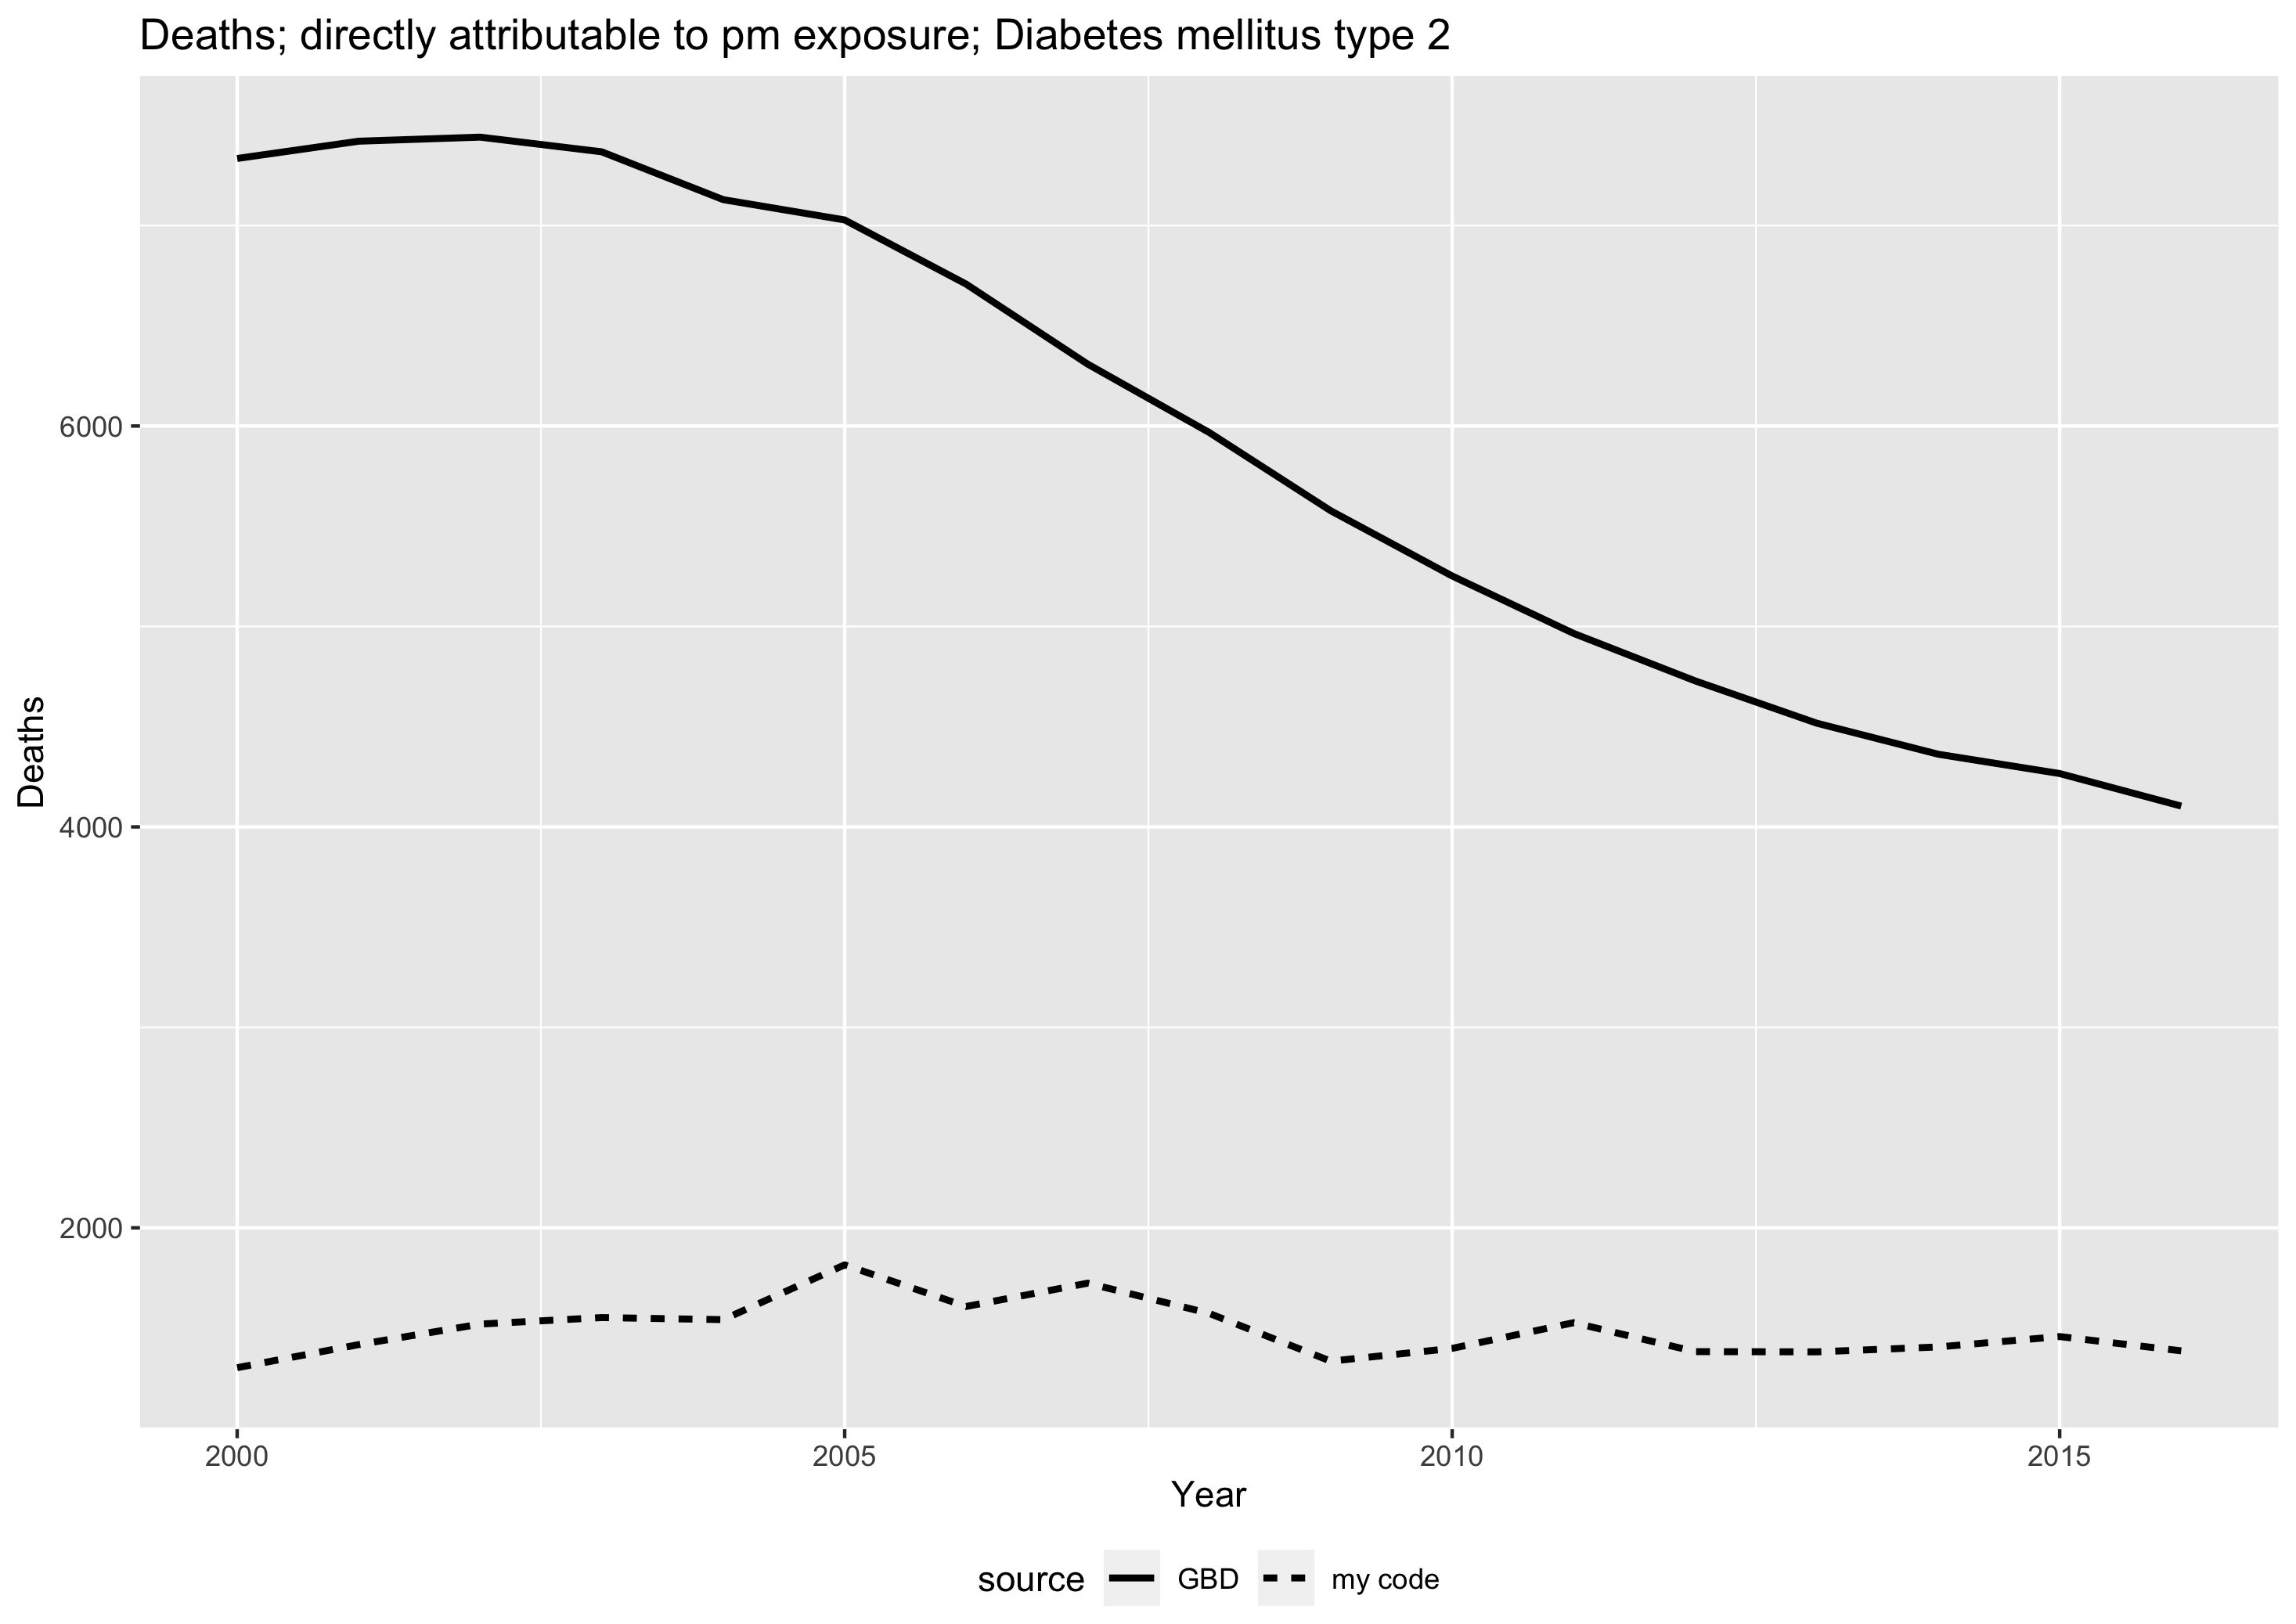 Deaths; directly attributable to pm exposure; Diabetes mellitus type 2
Deaths
6000
4000
2000
2000 2005 2010 2015
Year
source GBD my code